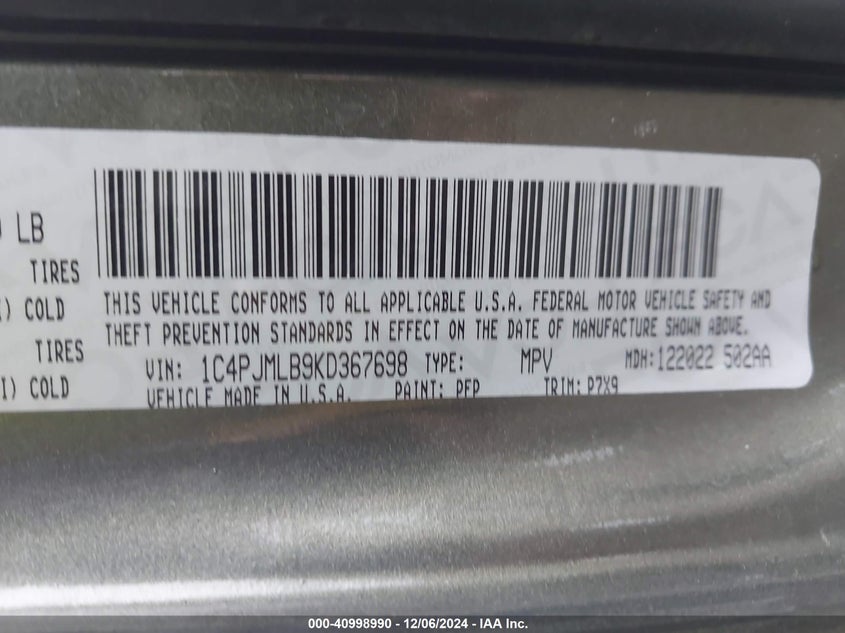 LB
TIRES
COLD
TIRES
COLD
THIS VEHICLE CONFORMS TO ALL APPLICABLE U.S.A. FEDERAL MOTOR VEHICLE SAFETY AND
THEFT PREVENTION STANDARDS IN EFFECT ON THE DATE OF MANUFACTURE SHOWN ABOVE.
VIN: 1C4PJMLB9KD367698 TYPE: MPV MDH:122022 502AA
VEHICLE MADE IN U.S.A. PAINT: PFP TRIM: P7X9
000-40998990 - 12/06/2024 - IAA Inc.